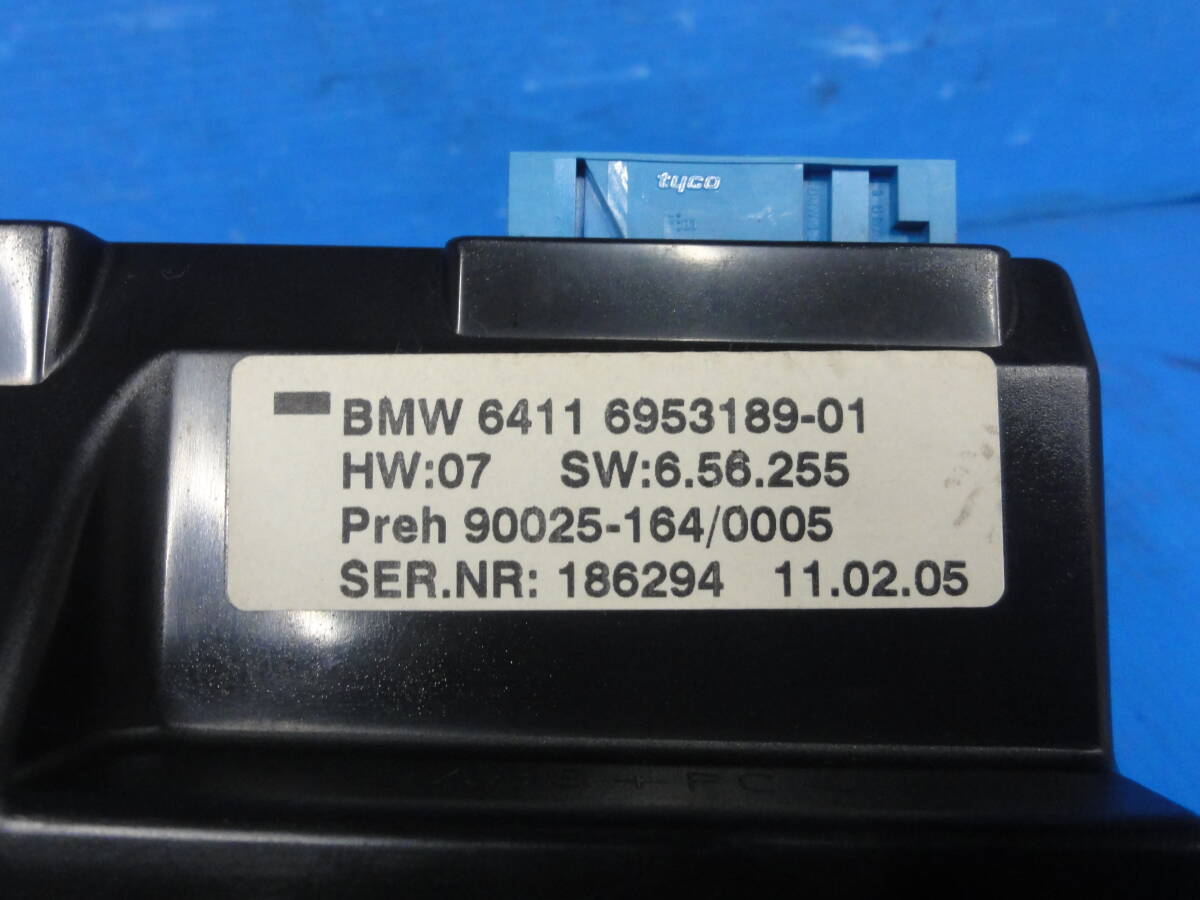 tyco
BMW 6411 6953189-01
HW:07 SW:6.56.255
Preh 90025-164/0005
SER.NR: 186294 11.02.05